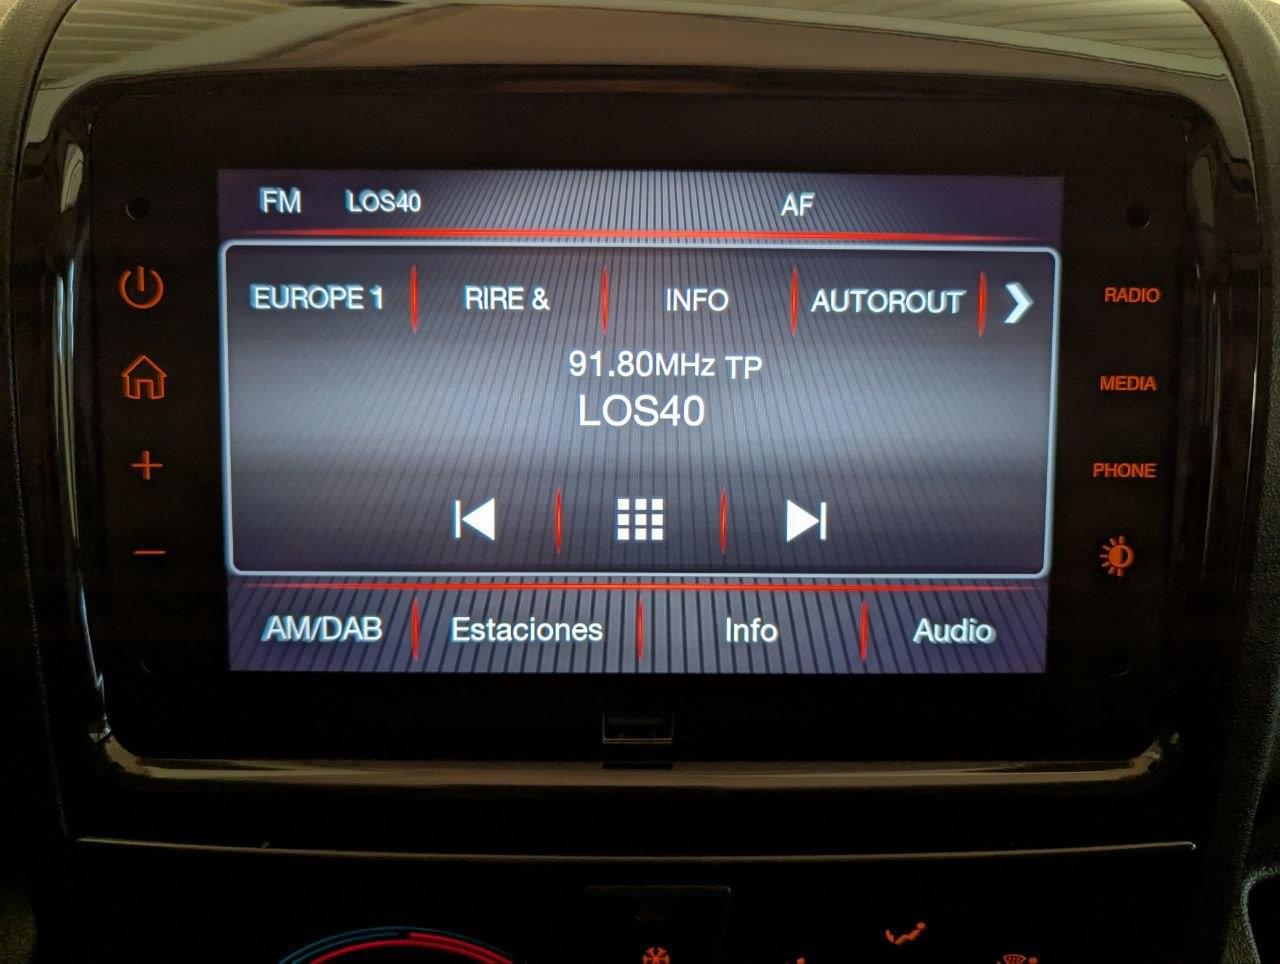 FM LOS40 AF
EUROPE 1 RIRE & INFO AUTOROUT
RADIO
91.80MHz TP
MEDIA
LOS40
PHONE
AM/DAB Estaciones Info Audio